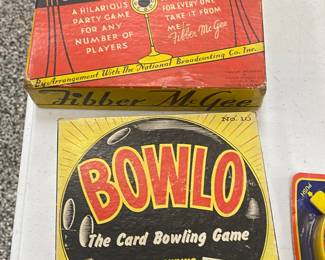 A HILARIOUS
PARTY GAME
FOR ANY
NUMBER OF
PLAYERS
FOR EVERY ONE
TAKE IT FROM
ME!
Fibber McGee
By Arrangement With The National Broadcasting Co. Inc.
Fibber McGee
No. 10
BOWLO
The Card Bowling Game
PUSH